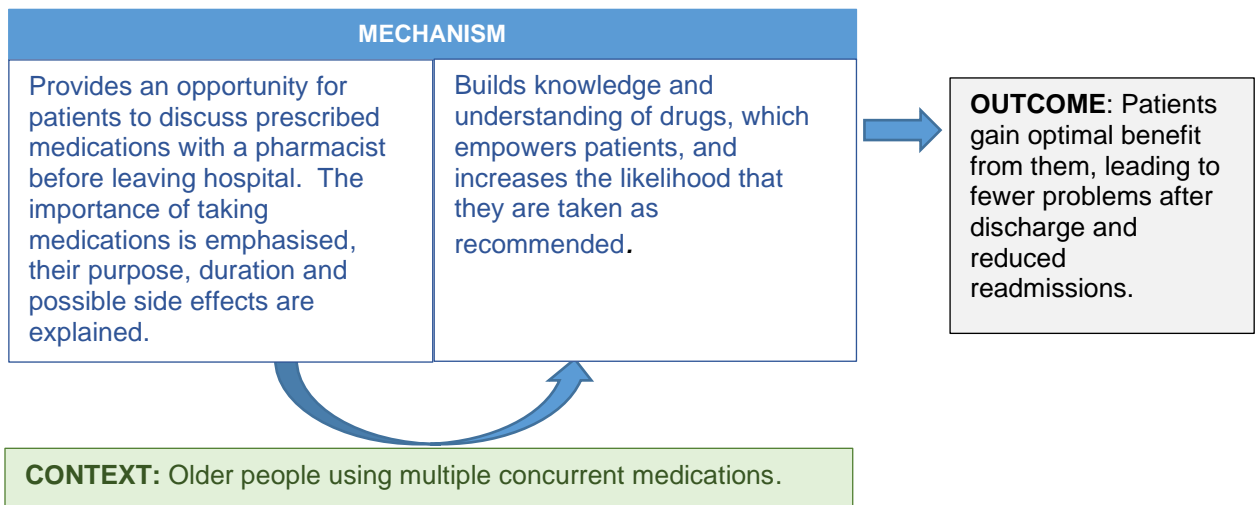 MECHANISM
Provides an opportunity for
patients to discuss prescribed
medications with a pharmacist
before leaving hospital.  The
importance of taking
medications is emphasised,
their purpose, duration and
possible side effects are
explained.
Builds knowledge and
understanding of drugs, which
empowers patients, and
increases the likelihood that
they are taken as
recommended.
OUTCOME: Patients
gain optimal benefit
from them, leading to
fewer problems after
discharge and
reduced
readmissions.
CONTEXT: Older people using multiple concurrent medications.